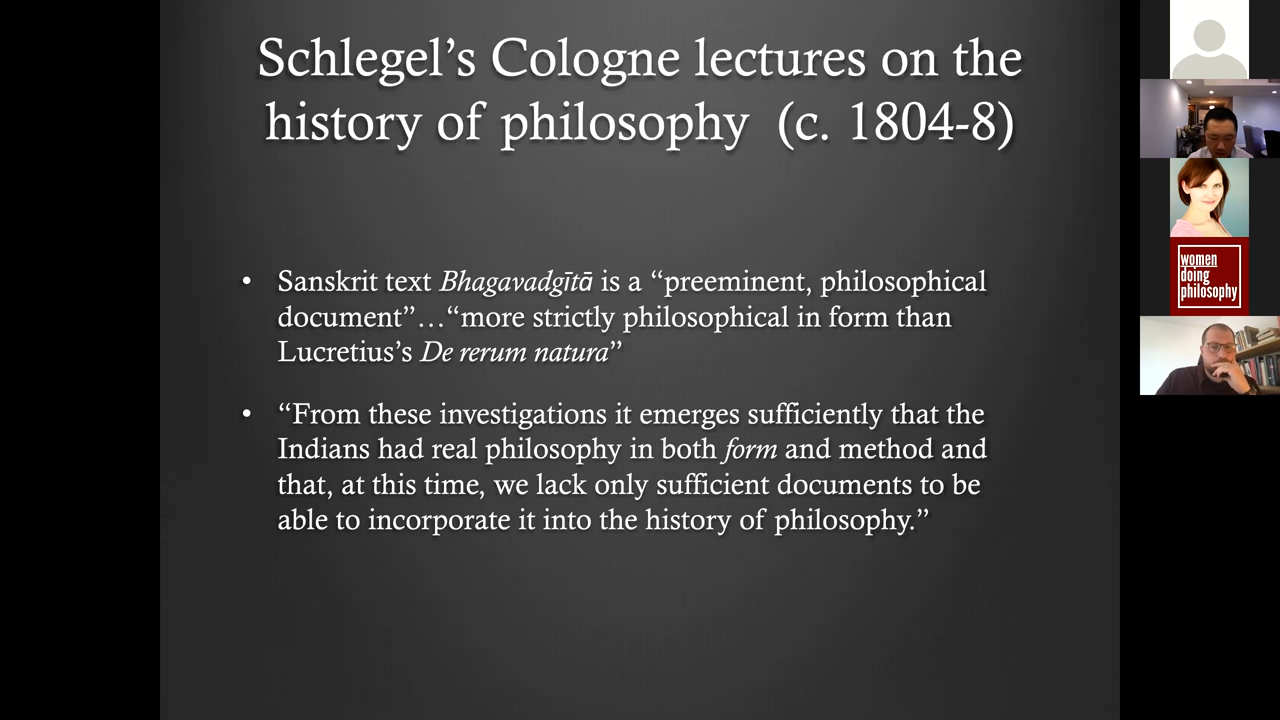 Schlegel’s Cologne lectures on the
history of philosophy (c. 1804-8)
• Sanskrit text Bhagavadgītā is a “preeminent, philosophical
document”…“more strictly philosophical in form than
Lucretius’s De rerum natura”
• “From these investigations it emerges sufficiently that the
Indians had real philosophy in both form and method and
that, at this time, we lack only sufficient documents to be
able to incorporate it into the history of philosophy.”
women
doing
philosophy